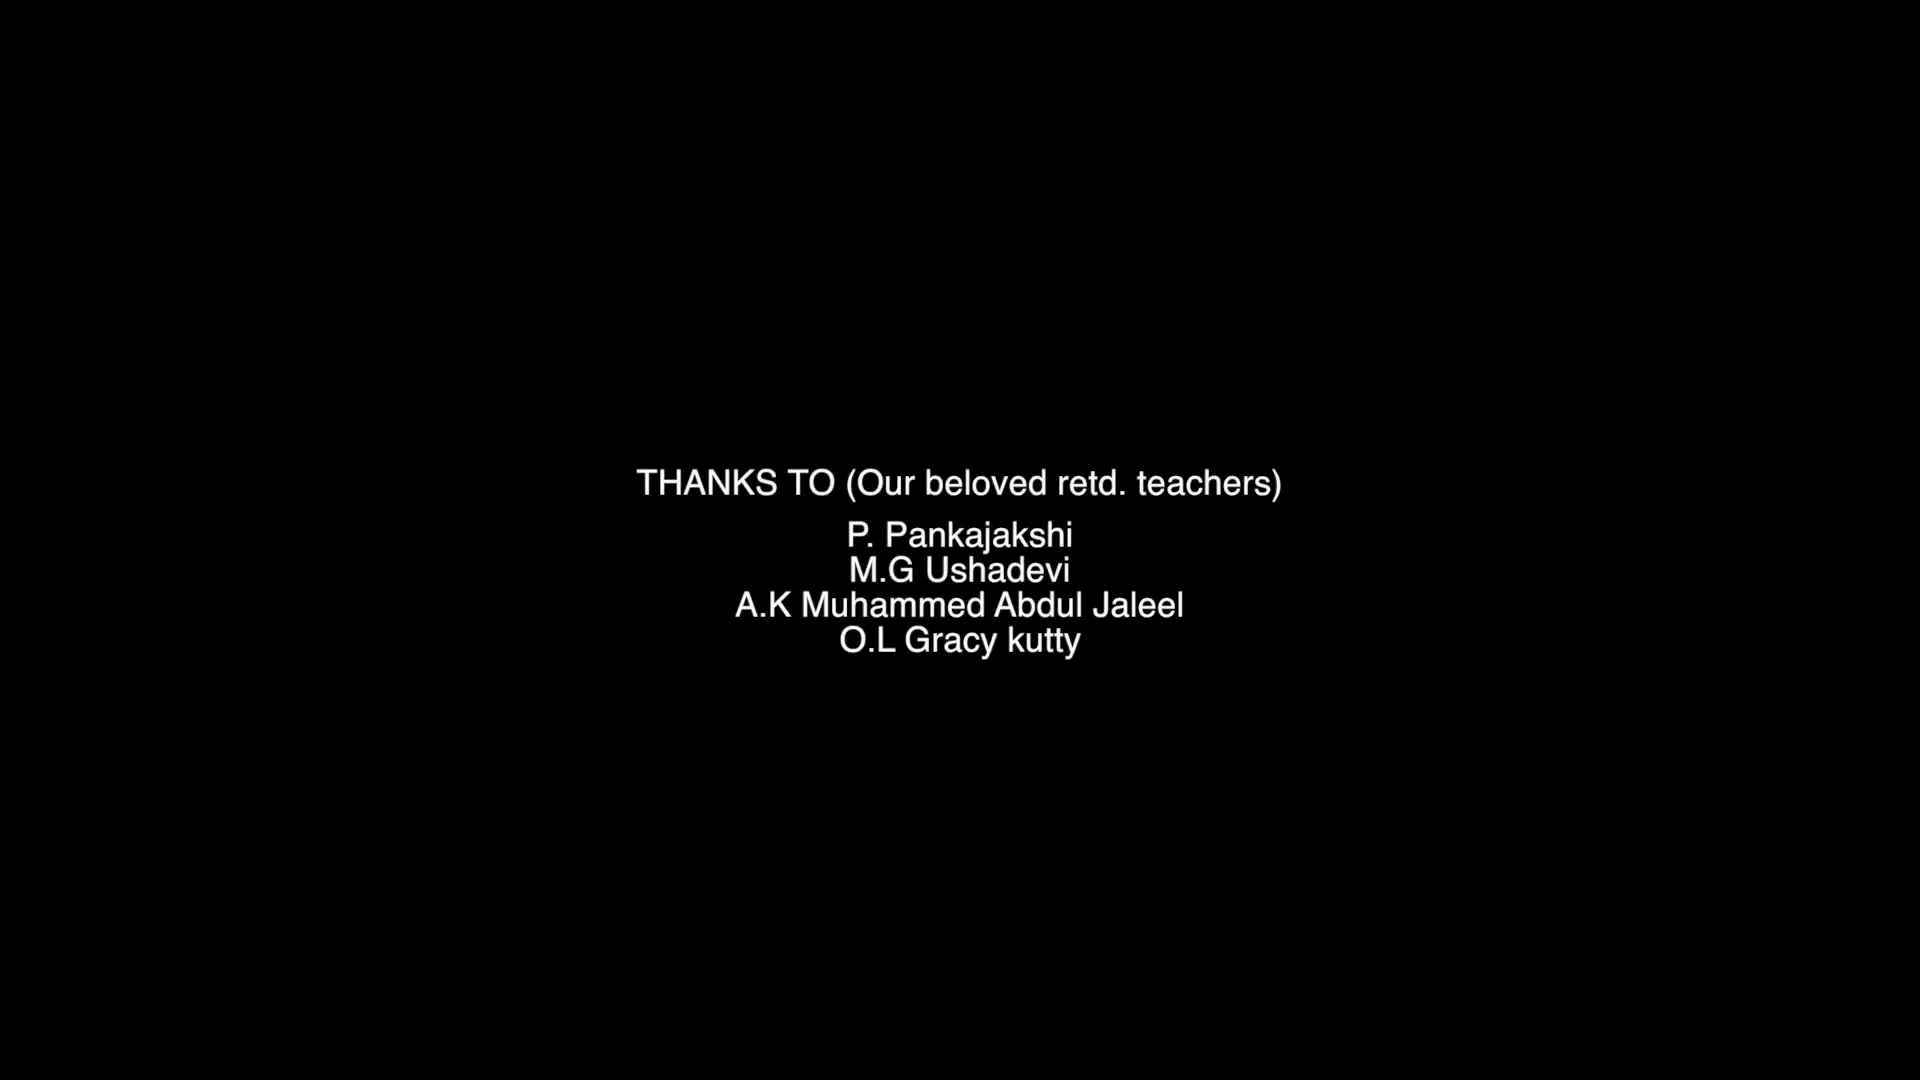 THANKS TO (Our beloved retd. teachers)
P. Pankajakshi
M.G Ushadevi
A.K Muhammed Abdul Jaleel
O.L Gracy kutty